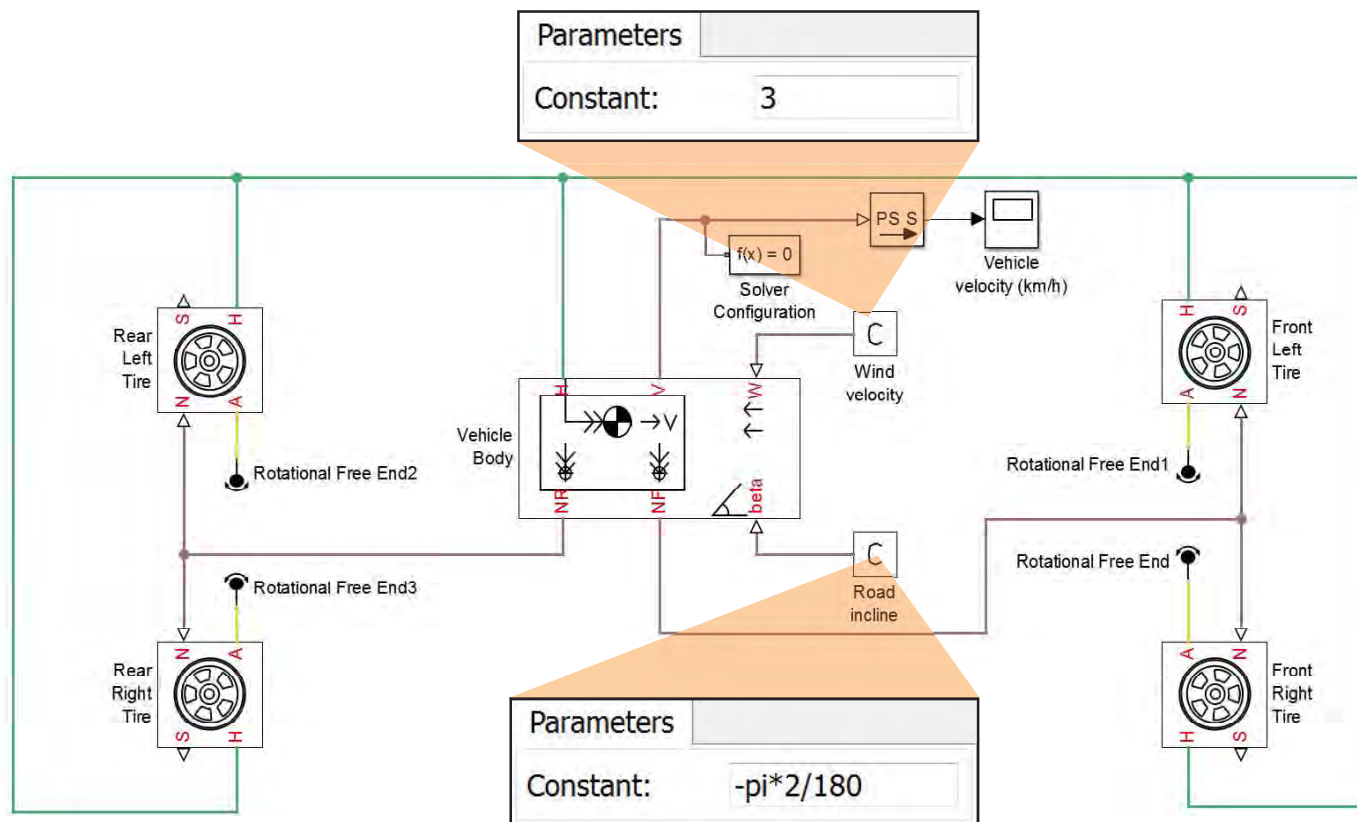 Parameters
Constant: 3
PS S
f(x) = 0
Solver
Configuration
Vehicle
velocity (km/h)
S H
Rear
Left
Tire
N A
Rotational Free End2
H V W
Vehicle
Body
NR NF beta
C
Wind
velocity
H S
Front
Left
Tire
A N
Rotational Free End1
Rotational Free End3
C
Road
incline
Rotational Free End
N A
Rear
Right
Tire
S H
A N
Front
Right
Tire
H S
V
Parameters
Constant: -pi*2/180